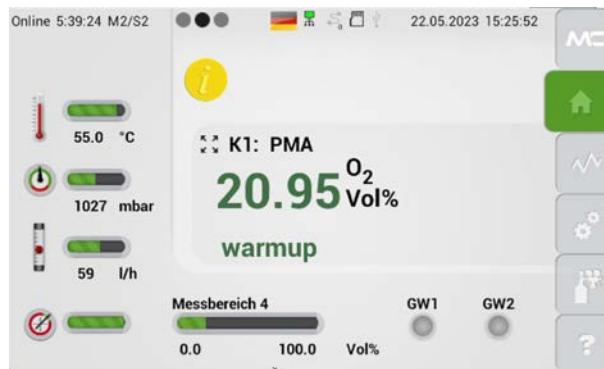 Online 5:39:24 M2/S2
22.05.2023 15:25:52
MC
i
55.0 °C
K1: PMA
20.95 O2 Vol%
1027 mbar
warmup
59 l/h
Messbereich 4
GW1 GW2
0.0 100.0 Vol%
?